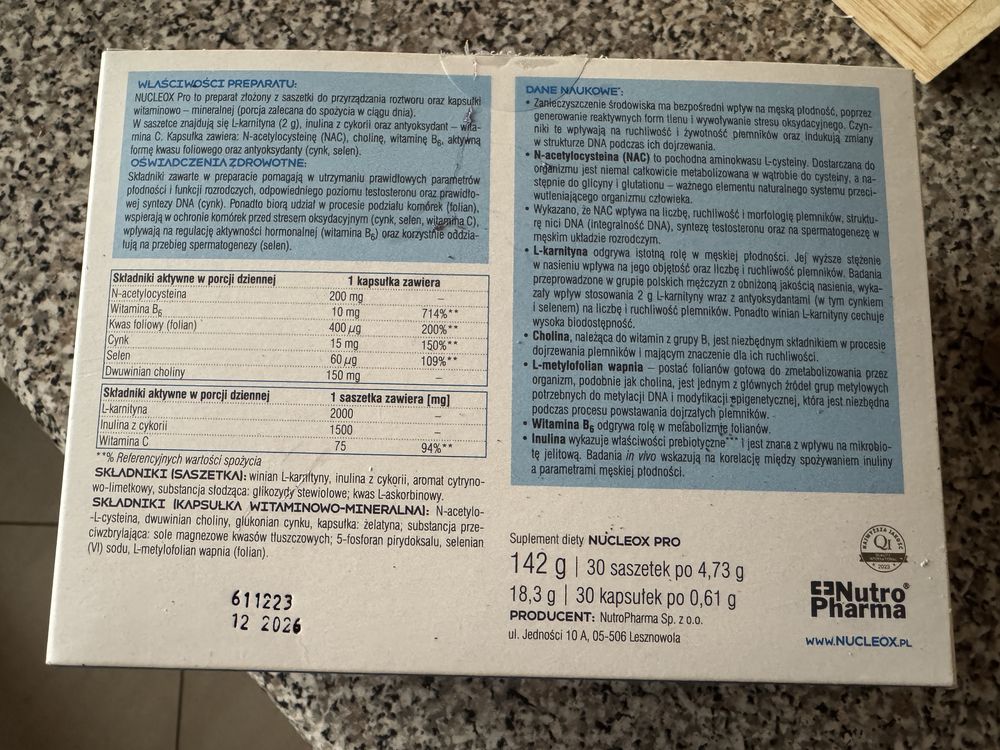 WŁAŚCIWOŚCI PREPARATU:
NUCLEOX Pro to preparat złożony z saszetki do przyrządzania roztworu oraz kapsułki
witaminowo – mineralnej (porcja zalecana do spożycia w ciągu dnia).
W saszetce znajdują się L-karnityna (2 g), inulina z cykorii oraz antyoksydant – wita-
mina C. Kapsułka zawiera: N-acetylocysteinę (NAC), cholinę, witaminę B6, aktywną
formę kwasu foliowego oraz antyoksydanty (cynk, selen).
OŚWIADCZENIA ZDROWOTNE:
Składniki zawarte w preparacie pomagają w utrzymaniu prawidłowych parametrów
płodności i funkcji rozrodczych, odpowiedniego poziomu testosteronu oraz prawidło-
wej syntezy DNA (cynk). Ponadto biorą udział w procesie podziału komórek (folian),
wspierają w ochronie komórek przed stresem oksydacyjnym (cynk, selen, witamina C),
wpływają na regulację aktywności hormonalnej (witamina B6) oraz korzystnie oddzia-
łują na przebieg spermatogenezy (selen).
Składniki aktywne w porcji dziennej 1 kapsułka zawiera
N-acetylocysteina 200 mg –
Witamina B6 10 mg 714%**
Kwas foliowy (folian) 400 µg 200%**
Cynk 15 mg 150%**
Selen 60 µg 109%**
Dwuwinian choliny 150 mg –
Składniki aktywne w porcji dziennej 1 saszetka zawiera [mg]
L-karnityna 2000 –
Inulina z cykorii 1500 –
Witamina C 75 94%**
**% Referencyjnych wartości spożycia
SKŁADNIKI (SASZETKA): winian L-karnityny, inulina z cykorii, aromat cytryno-
wo-limetkowy, substancja słodząca: glikozydy stewiolowe; kwas L-askorbinowy.
SKŁADNIKI (KAPSUŁKA WITAMINOWO-MINERALNA): N-acetylo-
-L-cysteina, dwuwinian choliny, glukonian cynku, kapsułka: żelatyna; substancja prze-
ciwzbrylająca: sole magnezowe kwasów tłuszczowych; 5-fosforan pirydoksalu, selenian
(VI) sodu, L-metylofolian wapnia (folian).
611223
12 2026
DANE NAUKOWE*:
• Zanieczyszczenie środowiska ma bezpośredni wpływ na męską płodność, poprzez
generowanie reaktywnych form tlenu i wywoływanie stresu oksydacyjnego. Czyn-
niki te wpływają na ruchliwość i żywotność plemników oraz indukują zmiany
w strukturze DNA podczas ich dojrzewania.
• N-acetylocysteina (NAC) to pochodna aminokwasu L-cysteiny. Dostarczana do
organizmu jest niemal całkowicie metabolizowana w wątrobie do cysteiny, a na-
stępnie do glicyny i glutationu – ważnego elementu naturalnego systemu przeci-
wutleniającego organizmu człowieka.
• Wykazano, że NAC wpływa na liczbę, ruchliwość i morfologię plemników, struktu-
rę nici DNA (integralność DNA), syntezę testosteronu oraz na spermatogenezę w
męskim układzie rozrodczym.
• L-karnityna odgrywa istotną rolę w męskiej płodności. Jej wyższe stężenie
w nasieniu wpływa na jego objętość oraz liczbę i ruchliwość plemników. Badania
przeprowadzone w grupie polskich mężczyzn z obniżoną jakością nasienia, wyka-
zały wpływ stosowania 2 g L-karnityny wraz z antyoksydantami (w tym cynkiem
i selenem) na liczbę i ruchliwość plemników. Ponadto winian L-karnityny cechuje
wysoka biodostępność.
• Cholina, należąca do witamin z grupy B, jest niezbędnym składnikiem w procesie
dojrzewania plemników i mającym znaczenie dla ich ruchliwości.
• L-metylofolian wapnia – postać folianów gotowa do zmetabolizowania przez
organizm, podobnie jak cholina, jest jednym z głównych źródeł grup metylowych
potrzebnych do metylacji DNA i modyfikacji epigenetycznej, która jest niezbędna
podczas procesu powstawania dojrzałych plemników.
• Witamina B6 odgrywa rolę w metabolizmie folianów.
• Inulina wykazuje właściwości prebiotyczne*** i jest znana z wpływu na mikrobio-
tę jelitową. Badania in vivo wskazują na korelację między spożywaniem inuliny
a parametrami męskiej płodności.
Suplement diety NUCLEOX PRO
142 g | 30 saszetek po 4,73 g
18,3 g | 30 kapsułek po 0,61 g
PRODUCENT: NutroPharma Sp. z o.o.
ul. Jedności 10 A, 05-506 Lesznowola
NAJWYŻSZA JAKOŚĆ
QI
QUALITY
INTERNATIONAL
2023
Nutro®
Pharma
WWW.NUCLEOX.PL